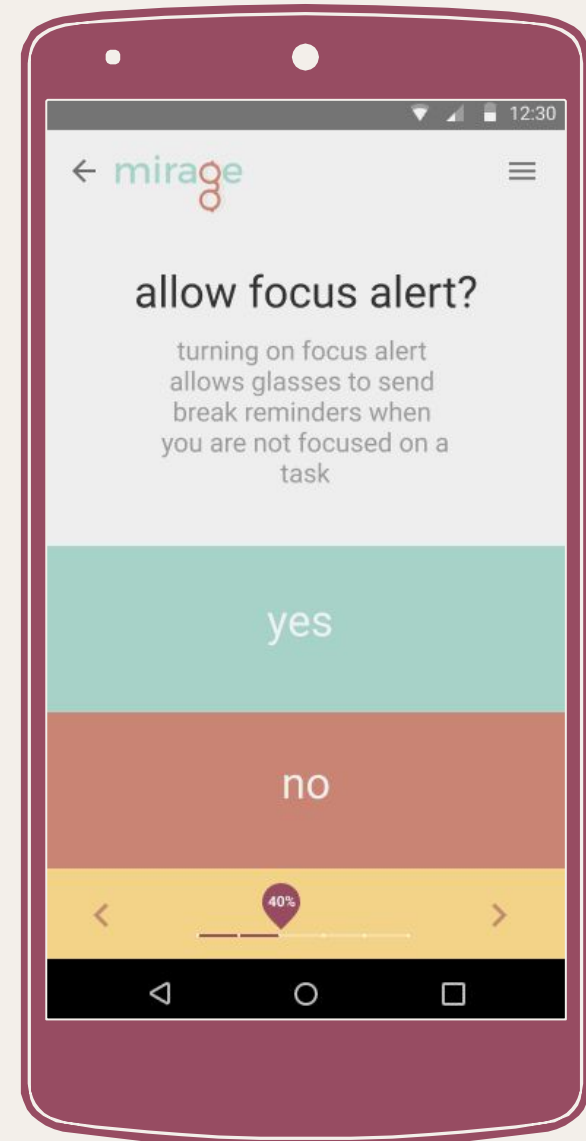 12:30
mirage
allow focus alert?
turning on focus alert
allows glasses to send
break reminders when
you are not focused on a
task
yes
no
40%